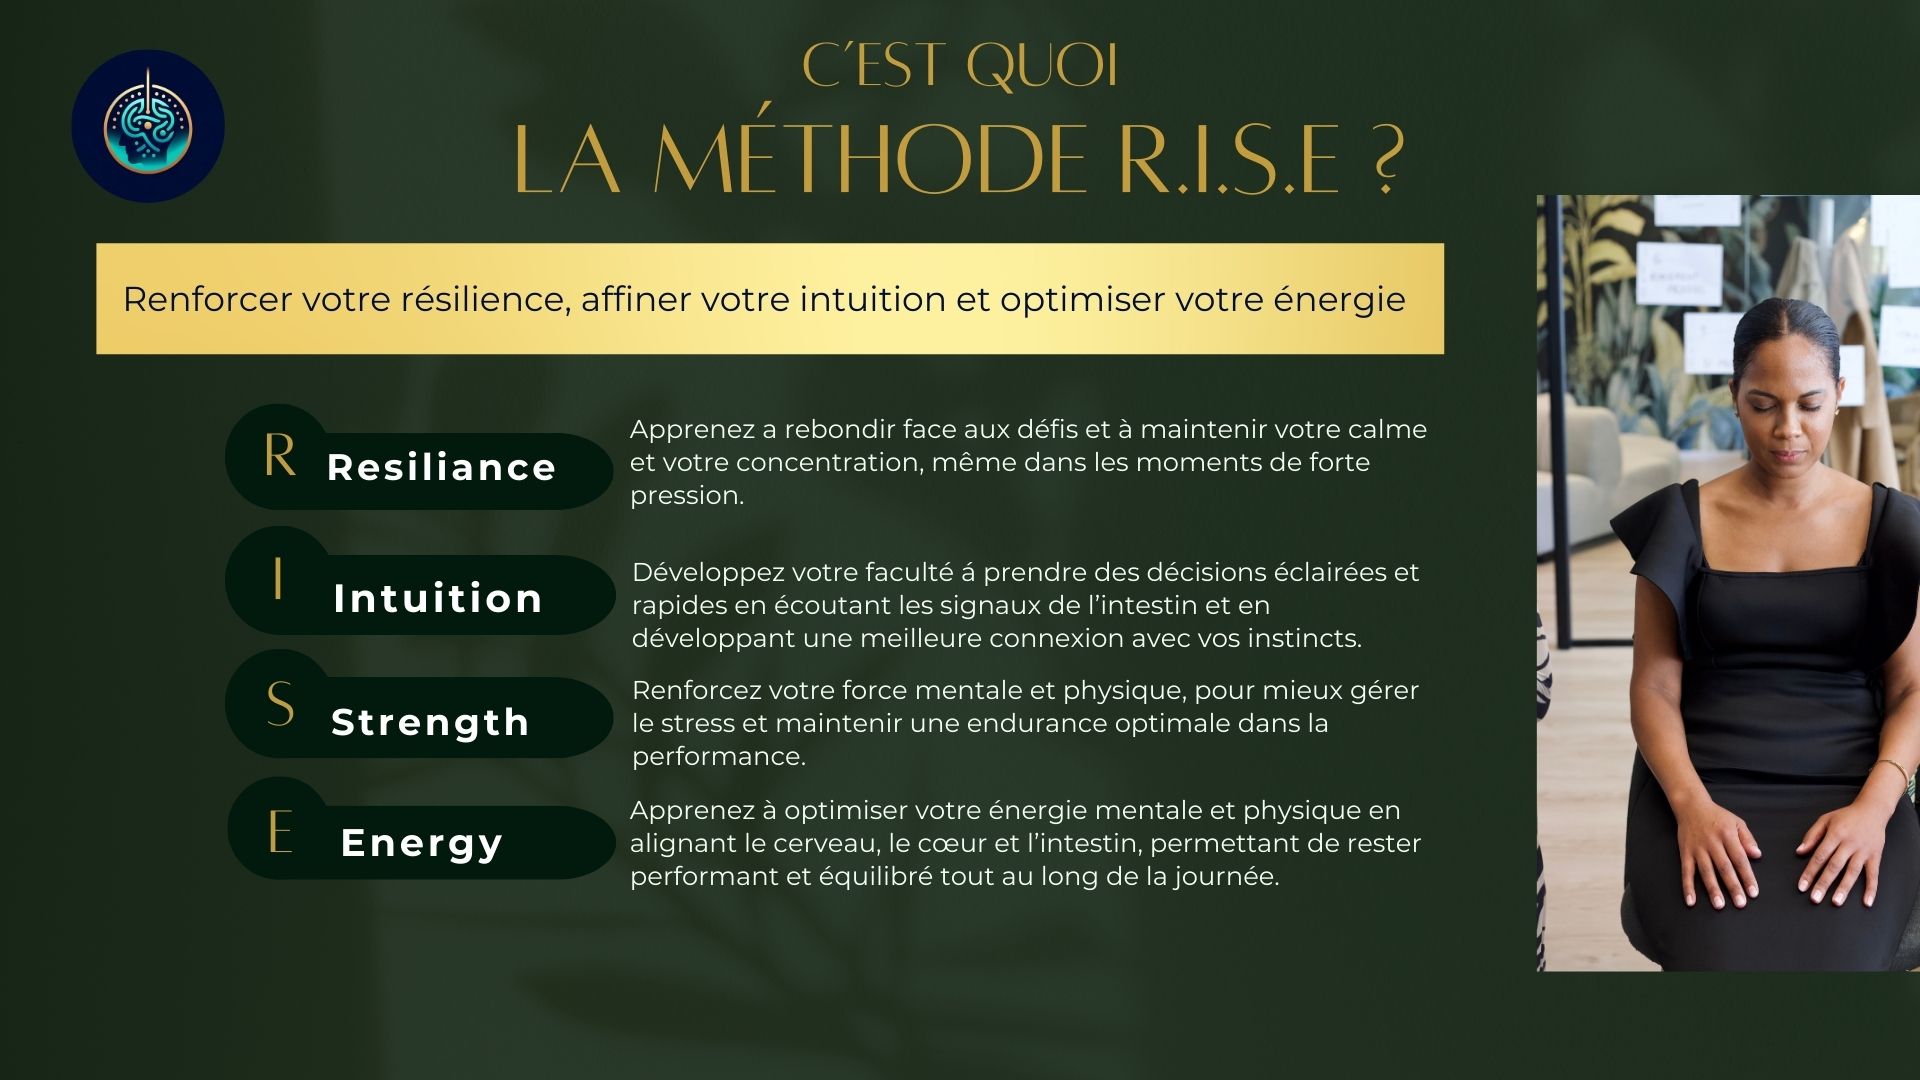 C'EST QUOI
LA MÉTHODE R.I.S.E ?
Renforcer votre résilience, affiner votre intuition et optimiser votre énergie
R
Resiliance
Apprenez a rebondir face aux défis et à maintenir votre calme
et votre concentration, même dans les moments de forte
pression.
I
Intuition
Développez votre faculté á prendre des décisions éclairées et
rapides en écoutant les signaux de l’intestin et en
développant une meilleure connexion avec vos instincts.
S
Strength
Renforcez votre force mentale et physique, pour mieux gérer
le stress et maintenir une endurance optimale dans la
performance.
E
Energy
Apprenez à optimiser votre énergie mentale et physique en
alignant le cerveau, le cœur et l’intestin, permettant de rester
performant et équilibré tout au long de la journée.